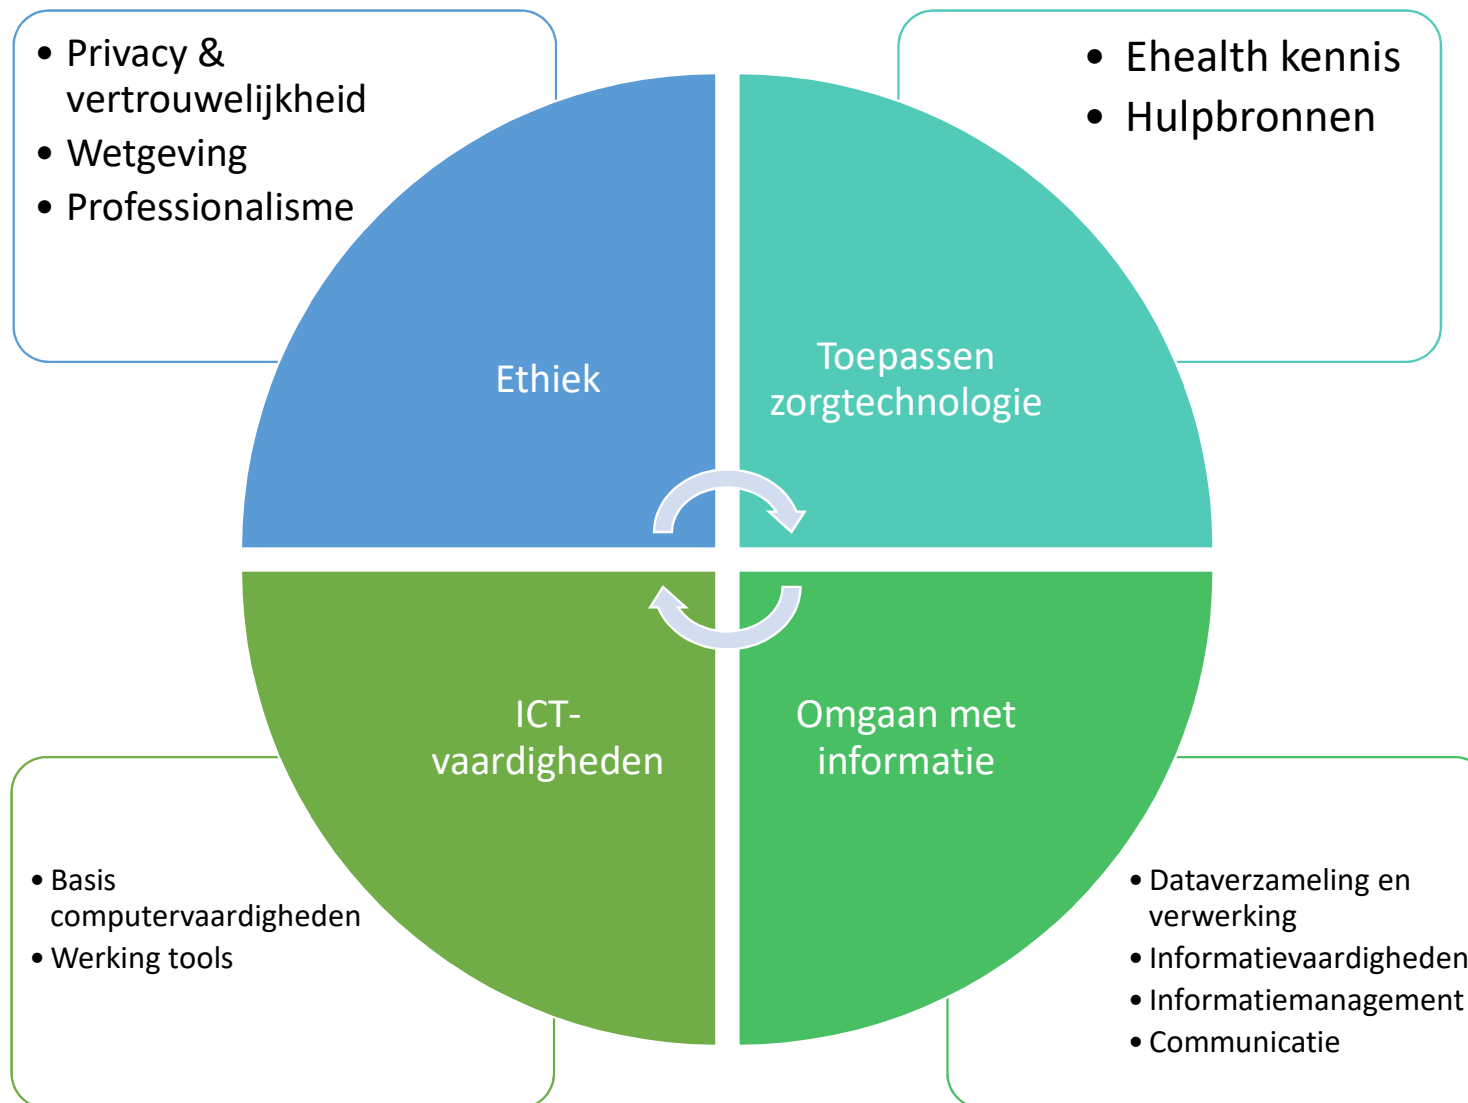 • Privacy &
vertrouwelijkheid
• Wetgeving
• Professionalisme
• Ehealth kennis
• Hulpbronnen
Ethiek
Toepassen
zorgtechnologie
ICT-
vaardigheden
Omgaan met
informatie
• Basis
computervaardigheden
• Werking tools
• Dataverzameling en
verwerking
• Informatievaardigheden
• Informatiemanagement
• Communicatie